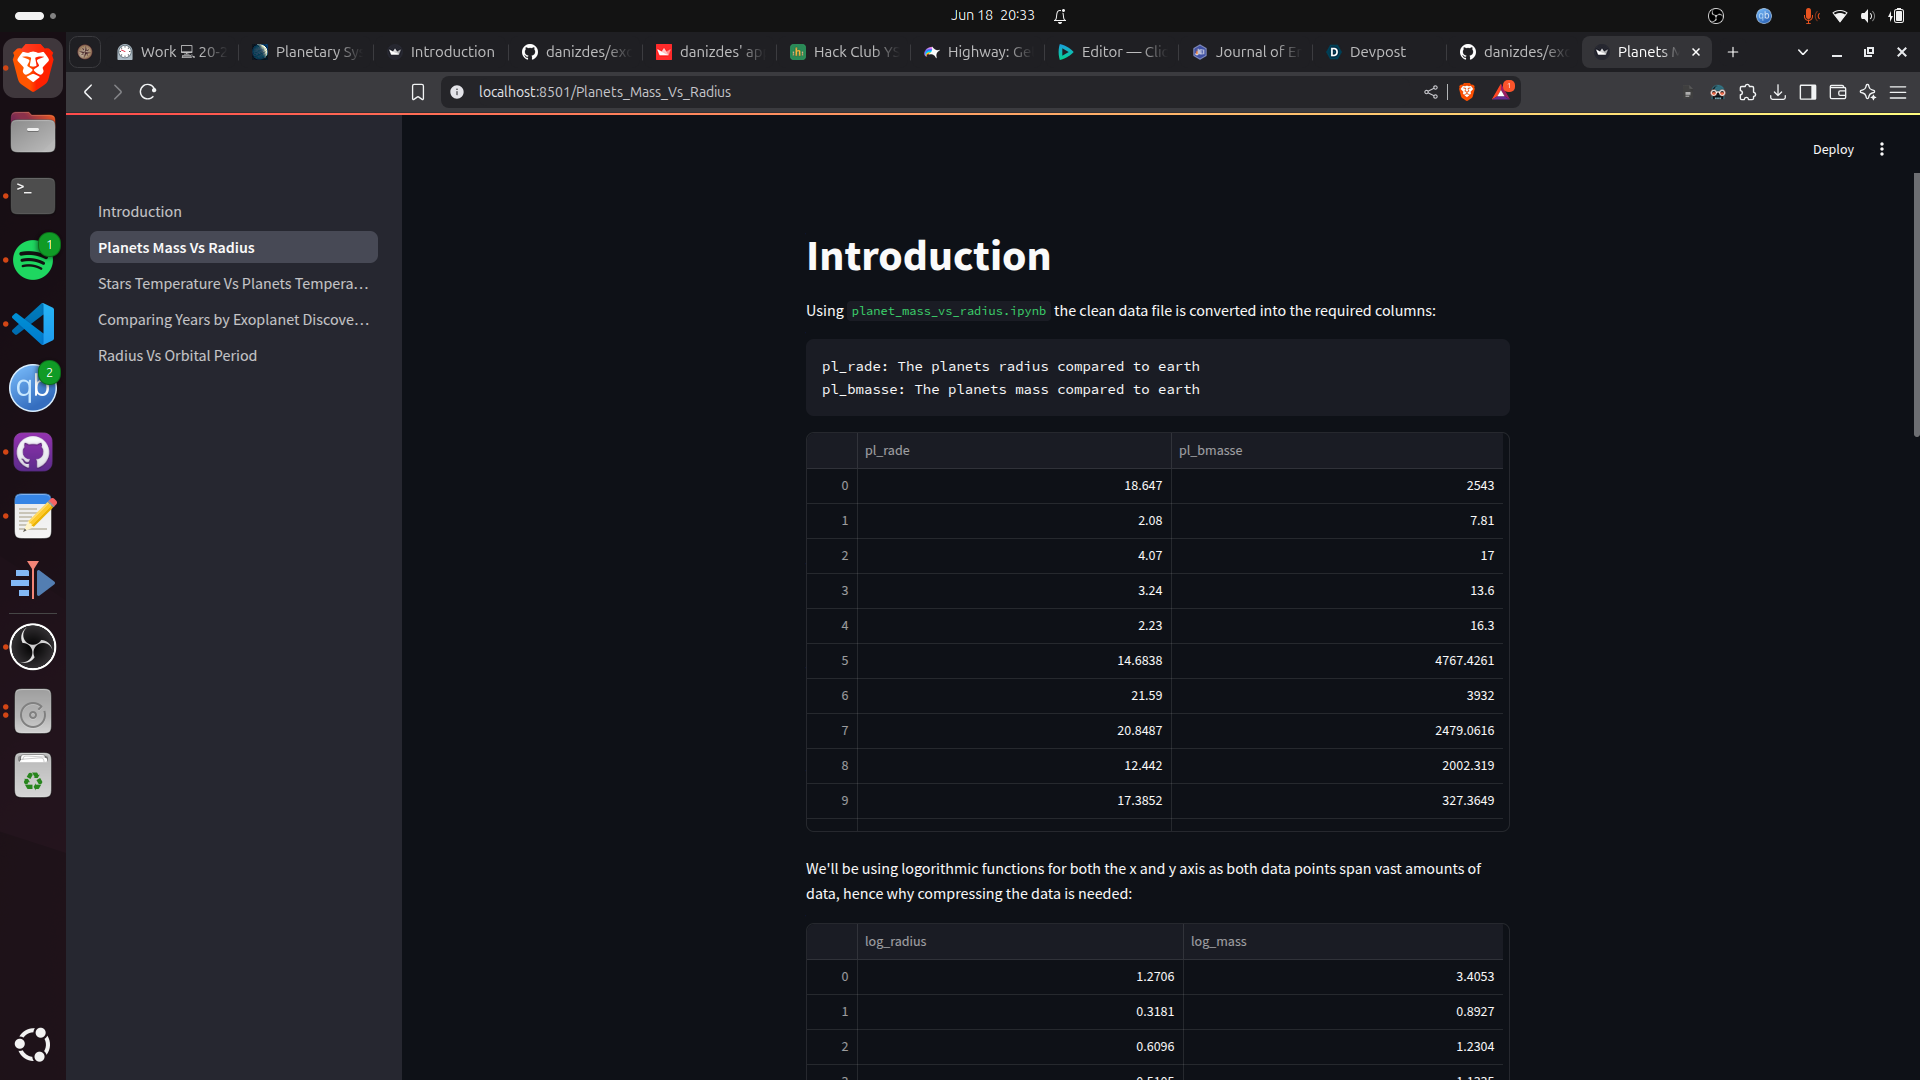 Jun 18 20:33
qb
Work 20-2
Planetary Sy
Introduction
danizdes/exo
danizdes' ap
Hack Club YS
Highway: Ge
Editor — Clic
Journal of E
Devpost
danizdes/exo
Planets M
localhost:8501/Planets_Mass_Vs_Radius
1
Deploy
Introduction
Planets Mass Vs Radius
Stars Temperature Vs Planets Tempera…
Comparing Years by Exoplanet Discove…
Radius Vs Orbital Period
>_
1
qb
2
Introduction
Using planet_mass_vs_radius.ipynb the clean data file is converted into the required columns:
pl_rade: The planets radius compared to earth
pl_bmasse: The planets mass compared to earth
pl_rade pl_bmasse
0 18.647 2543
1 2.08 7.81
2 4.07 17
3 3.24 13.6
4 2.23 16.3
5 14.6838 4767.4261
6 21.59 3932
7 20.8487 2479.0616
8 12.442 2002.319
9 17.3852 327.3649
We'll be using logorithmic functions for both the x and y axis as both data points span vast amounts of
data, hence why compressing the data is needed:
log_radius log_mass
0 1.2706 3.4053
1 0.3181 0.8927
2 0.6096 1.2304